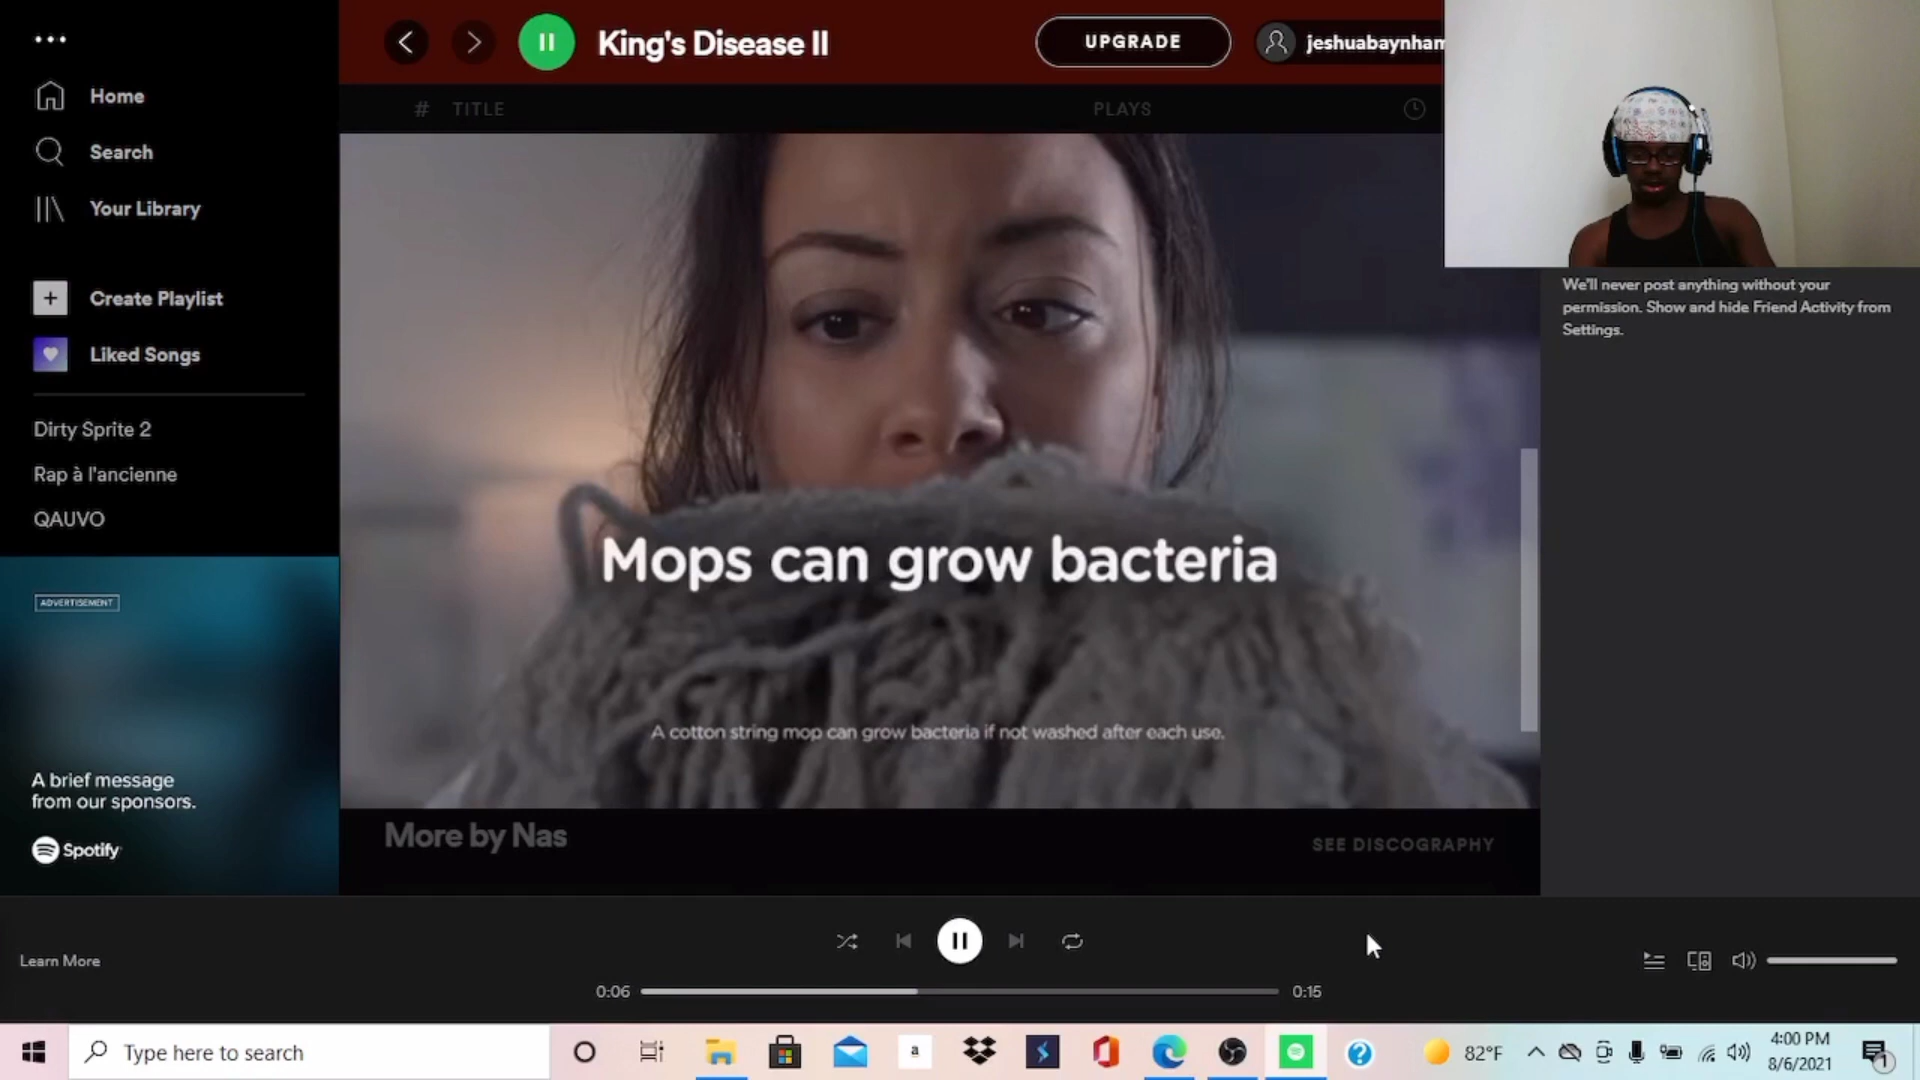 King's Disease II
UPGRADE
jeshuabaynham
# TITLE PLAYS
Home
Search
Your Library
Create Playlist
Liked Songs
Dirty Sprite 2
Rap à l'ancienne
QAUVO
ADVERTISEMENT
A brief message
from our sponsors.
Spotify
Mops can grow bacteria
A cotton string mop can grow bacteria if not washed after each use.
More by Nas
SEE DISCOGRAPHY
We'll never post anything without your
permission. Show and hide Friend Activity from
Settings.
Learn More
0:06
0:15
Type here to search
a
82°F
4:00 PM
8/6/2021
1